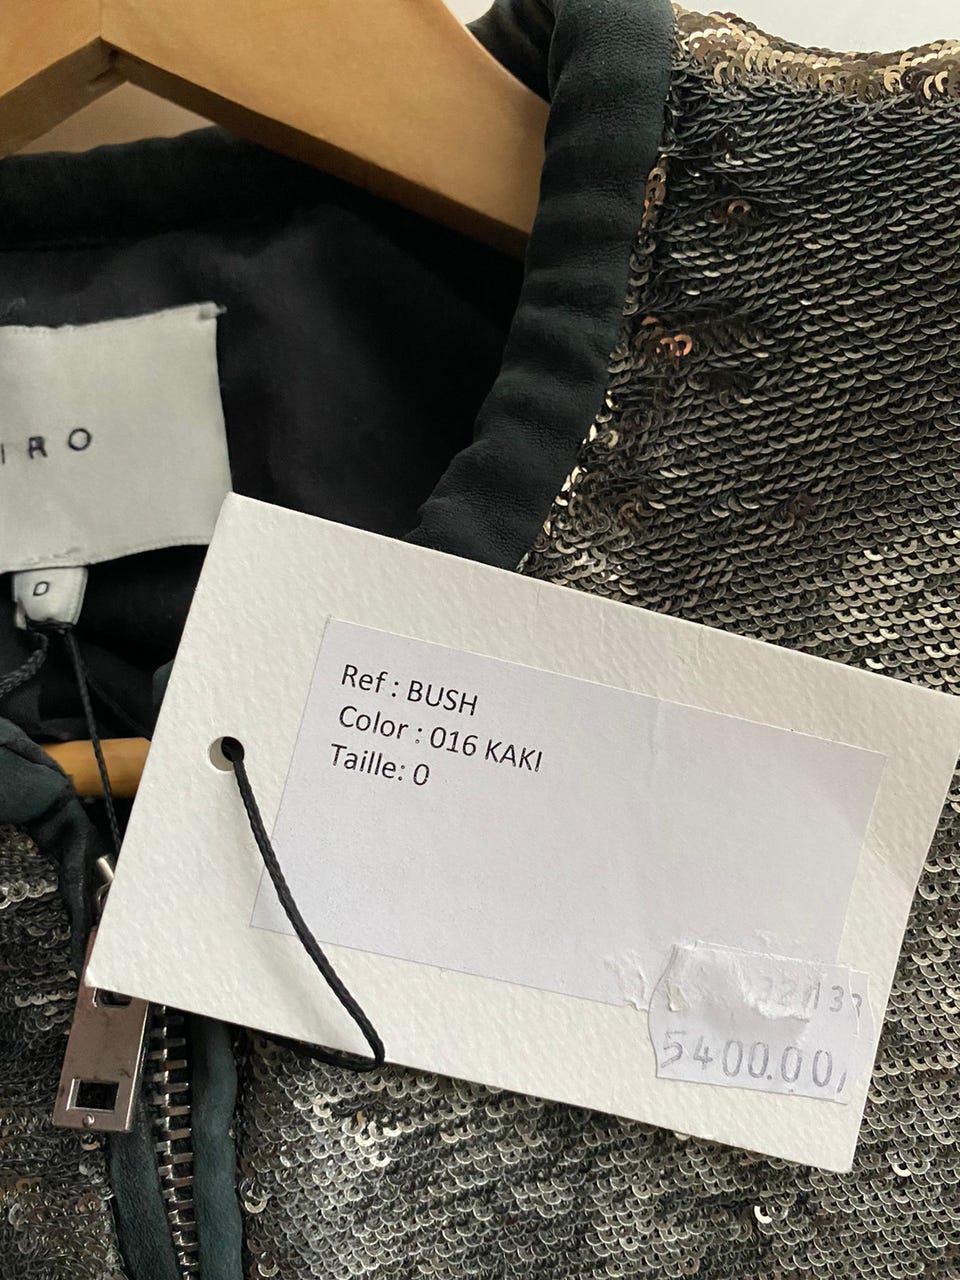 IRO
0
Ref : BUSH
Color : 016 KAKI
Taille: 0
5400.00,